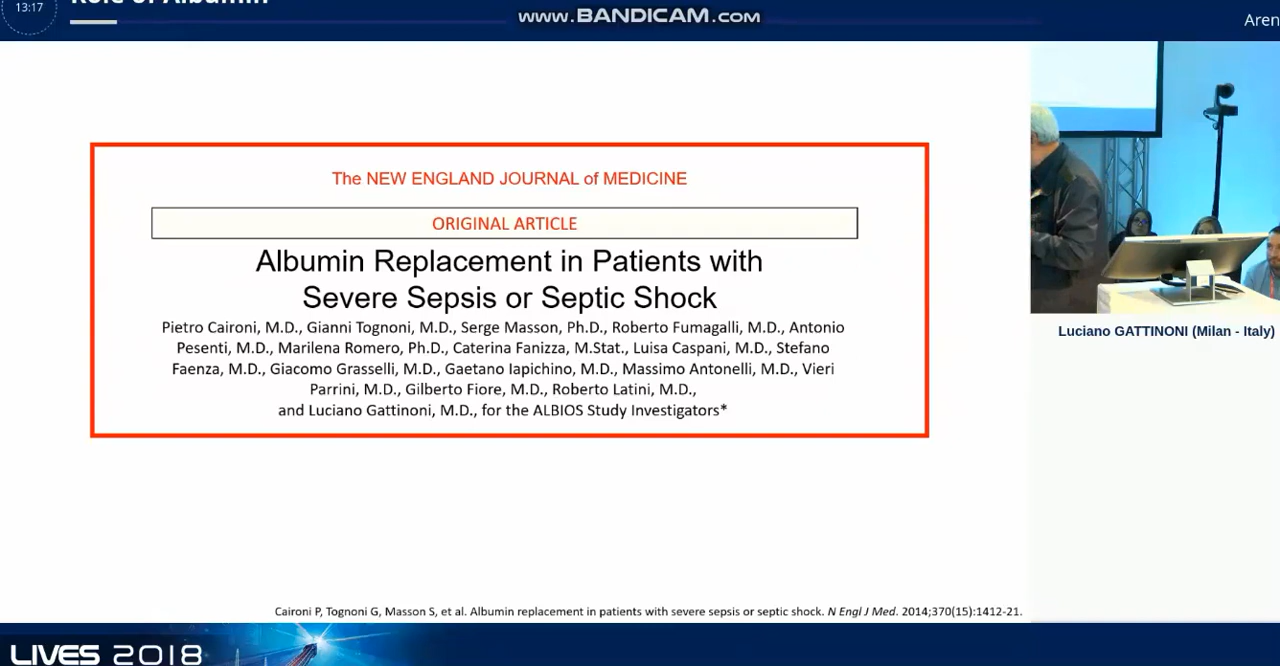 13:17
Role of Albumin
www.BANDICAM.com
Aren
The NEW ENGLAND JOURNAL of MEDICINE
ORIGINAL ARTICLE
Albumin Replacement in Patients with
Severe Sepsis or Septic Shock
Pietro Caironi, M.D., Gianni Tognoni, M.D., Serge Masson, Ph.D., Roberto Fumagalli, M.D., Antonio
Pesenti, M.D., Marilena Romero, Ph.D., Caterina Fanizza, M.Stat., Luisa Caspani, M.D., Stefano
Faenza, M.D., Giacomo Grasselli, M.D., Gaetano Iapichino, M.D., Massimo Antonelli, M.D., Vieri
Parrini, M.D., Gilberto Fiore, M.D., Roberto Latini, M.D.,
and Luciano Gattinoni, M.D., for the ALBIOS Study Investigators*
Luciano GATTINONI (Milan - Italy)
Caironi P, Tognoni G, Masson S, et al. Albumin replacement in patients with severe sepsis or septic shock. N Engl J Med. 2014;370(15):1412-21.
LIVES 2018